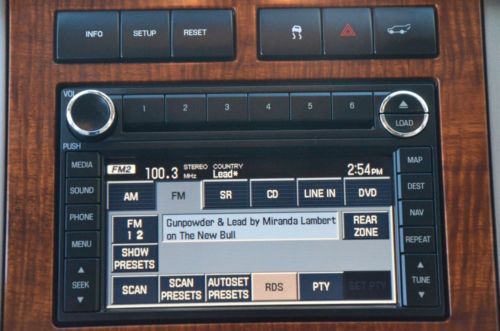 INFO SETUP RESET
VOL
1 2 3 4 5 6
LOAD
PUSH
MEDIA
SOUND
PHONE
MENU
SEEK
FM2 100.3 MHz STEREO COUNTRY Lead* 2:54PM
AM FM SR CD LINE IN DVD
FM
1 2
Gunpowder & Lead by Miranda Lambert
on The New Bull
REAR
ZONE
SHOW
PRESETS
SCAN
SCAN
PRESETS
AUTOSET
PRESETS
RDS
PTY
SET PTY
MAP
DEST
NAV
REPEAT
TUNE